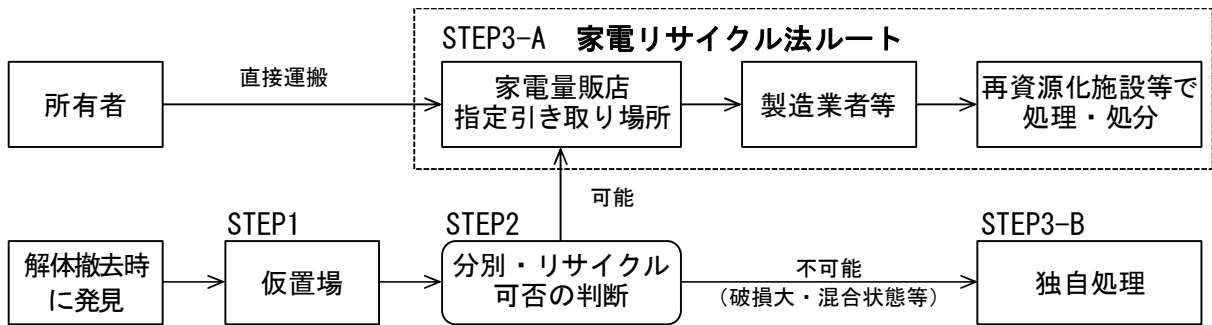 STEP3-A 家電リサイクル法ルート
所有者
直接運搬
家電量販店
指定引き取り場所
製造業者等
再資源化施設等で
処理・処分
可能
STEP1
STEP2
STEP3-B
解体撤去時
に発見
仮置場
分別・リサイクル
可否の判断
不可能
（破損大・混合状態等）
独自処理